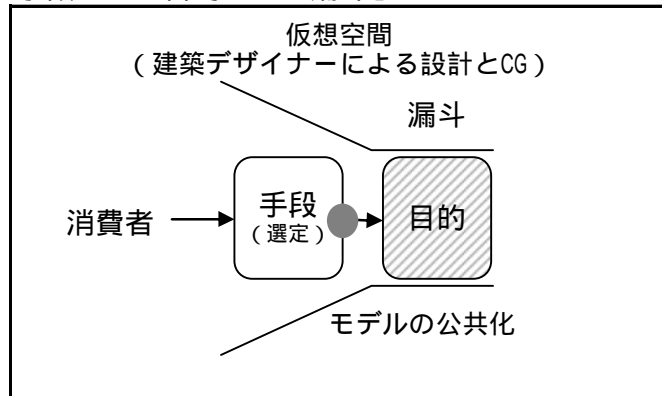 仮想空間
（建築デザイナーによる設計とCG）
漏斗
消費者
手段
（選定）
目的
モデルの公共化